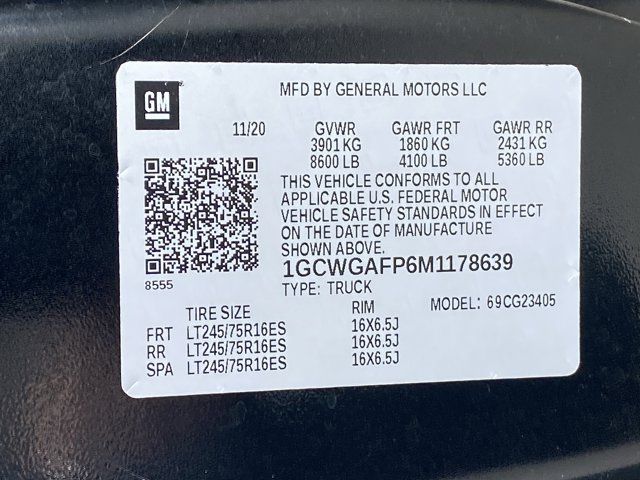 GM
MFD BY GENERAL MOTORS LLC
11/20 GVWR GAWR FRT GAWR RR
3901 KG 1860 KG 2431 KG
8600 LB 4100 LB 5360 LB
THIS VEHICLE CONFORMS TO ALL
APPLICABLE U.S. FEDERAL MOTOR
VEHICLE SAFETY STANDARDS IN EFFECT
ON THE DATE OF MANUFACTURE
SHOWN ABOVE.
1GCWGAFP6M1178639
8555
TYPE: TRUCK
MODEL: 69CG23405
TIRE SIZE RIM
FRT LT245/75R16ES 16X6.5J
RR LT245/75R16ES 16X6.5J
SPA LT245/75R16ES 16X6.5J